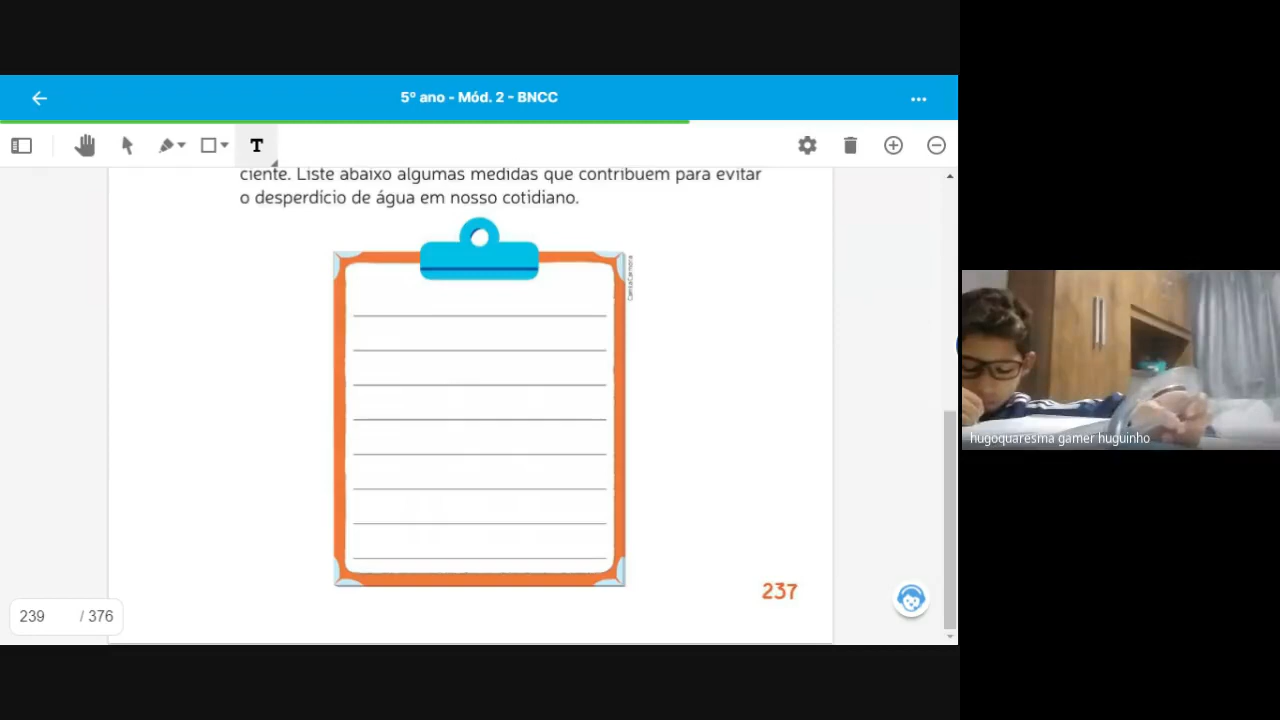 5º ano - Mód. 2 - BNCC
T
ciente. Liste abaixo algumas medidas que contribuem para evitar
o desperdício de água em nosso cotidiano.
237
239 / 376
hugoquaresma gamer huguinho